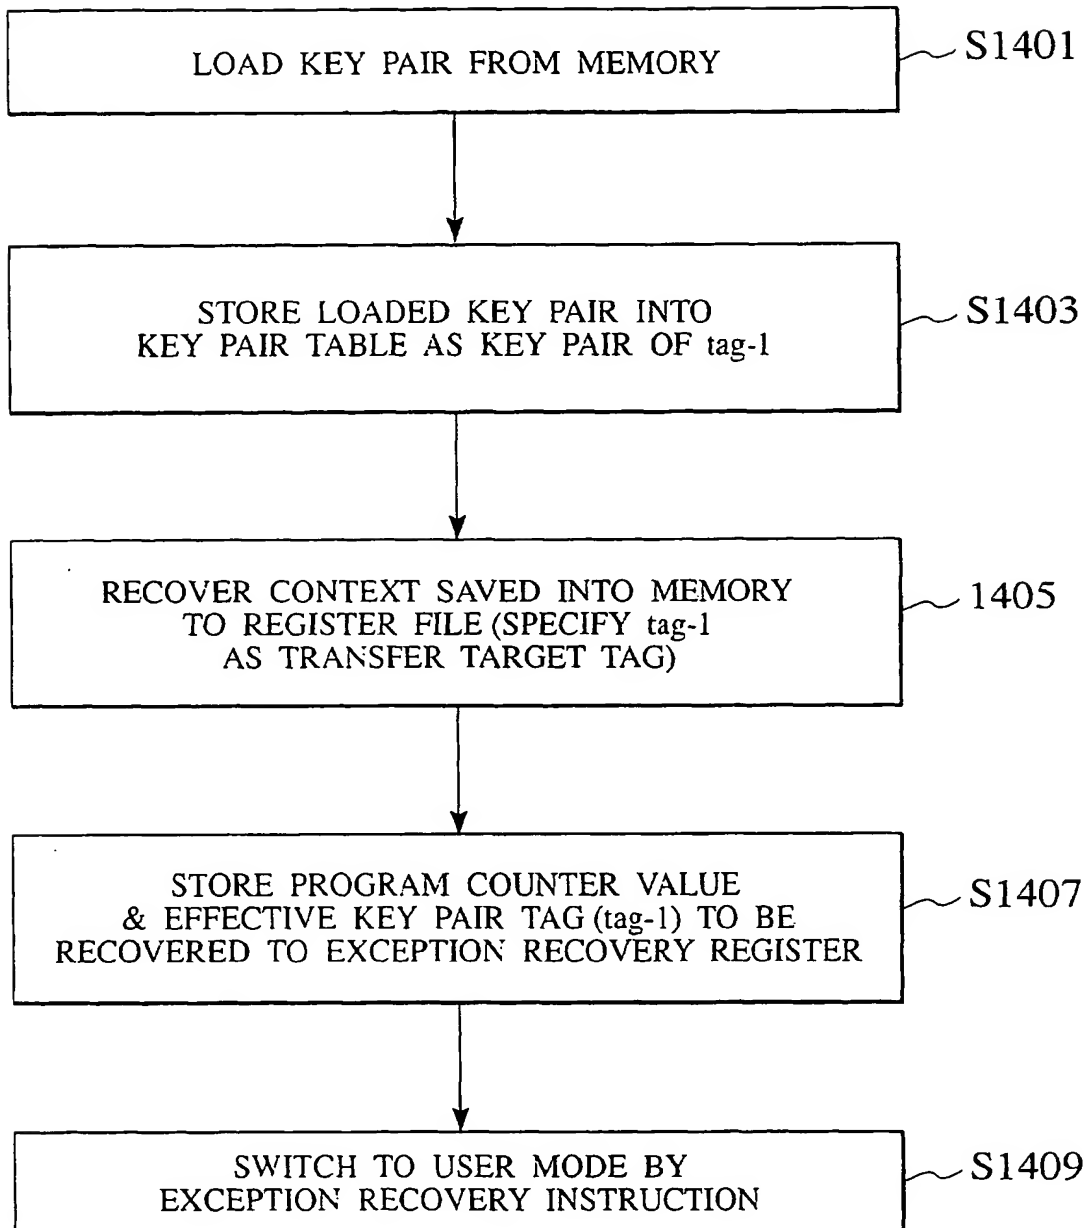 LOAD KEY PAIR FROM MEMORY
S1401
STORE LOADED KEY PAIR INTO
KEY PAIR TABLE AS KEY PAIR OF tag-1
S1403
RECOVER CONTEXT SAVED INTO MEMORY
TO REGISTER FILE (SPECIFY tag-1
AS TRANSFER TARGET TAG)
1405
STORE PROGRAM COUNTER VALUE
& EFFECTIVE KEY PAIR TAG (tag-1) TO BE
RECOVERED TO EXCEPTION RECOVERY REGISTER
S1407
SWITCH TO USER MODE BY
EXCEPTION RECOVERY INSTRUCTION
S1409